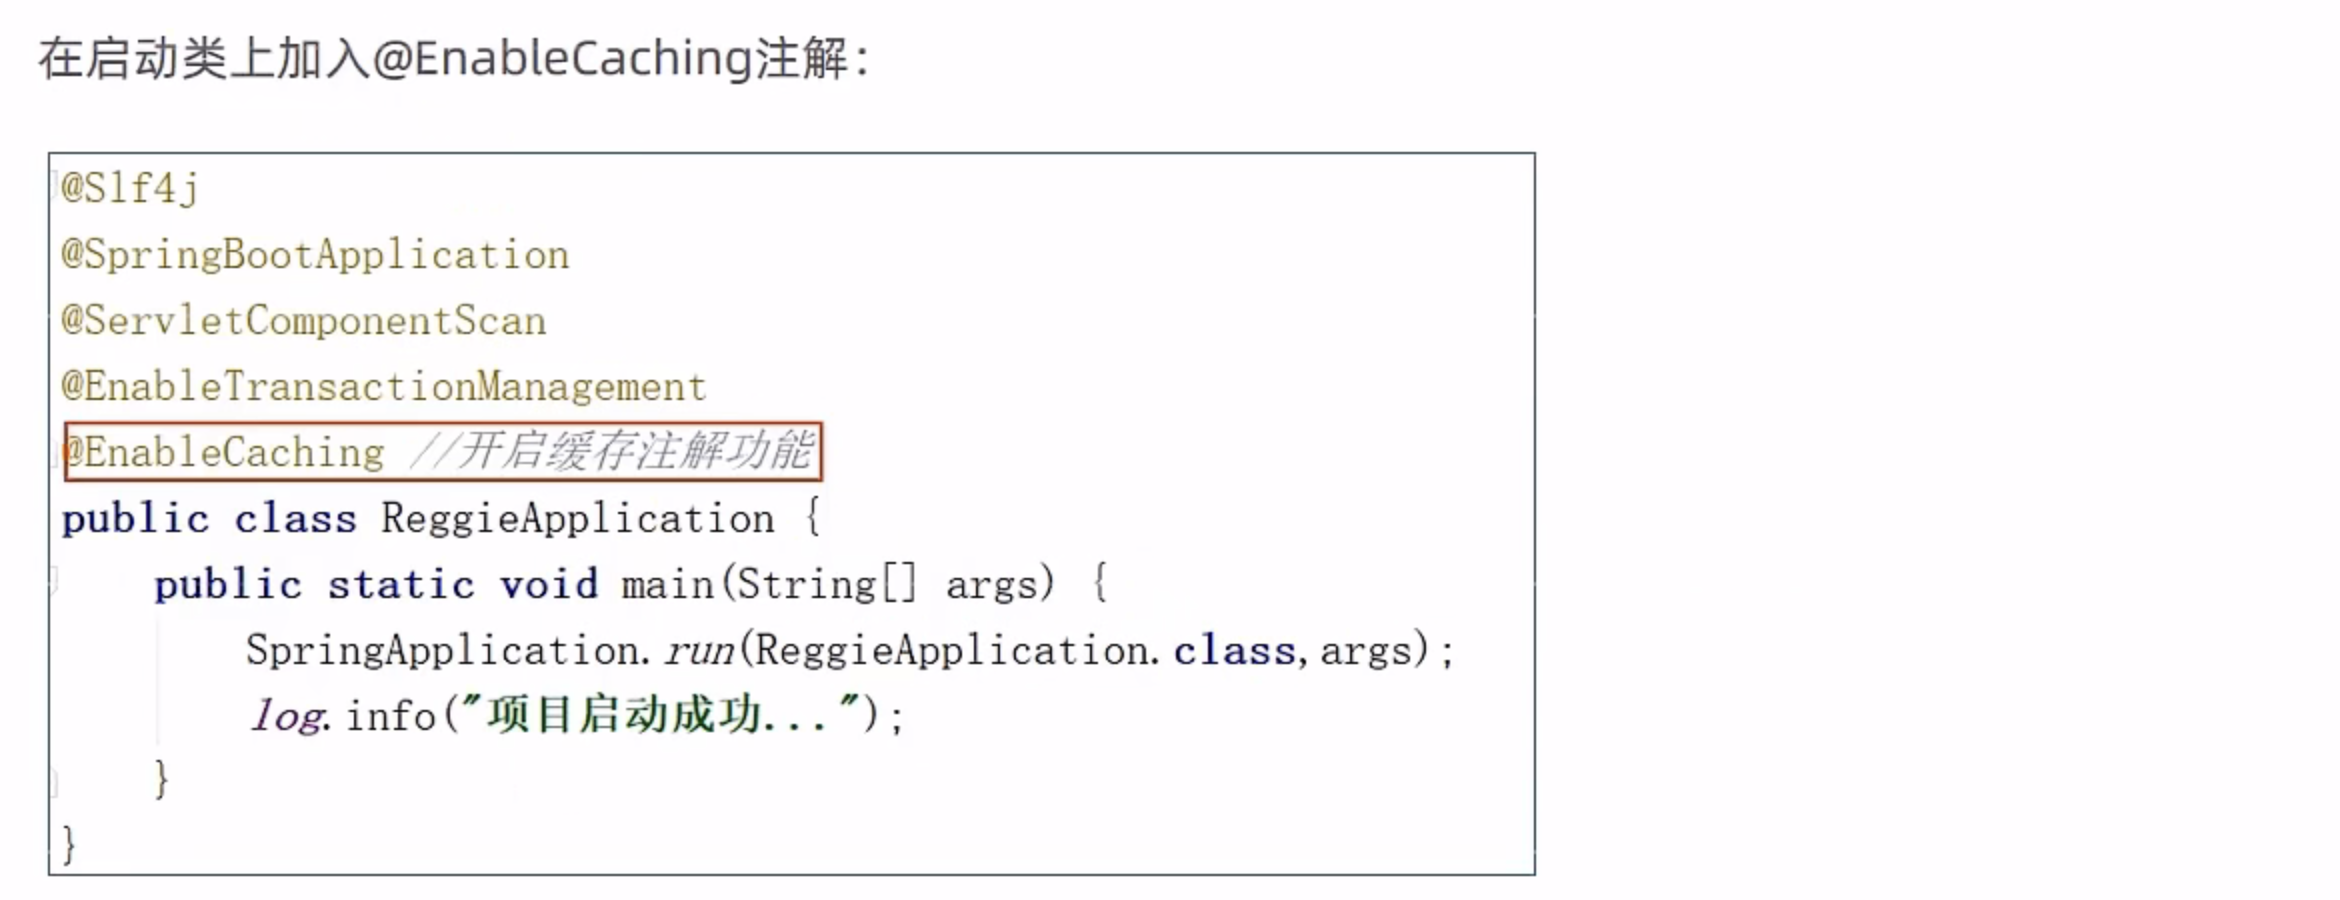 在启动类上加入@EnableCaching注解：
@Slf4j
@SpringBootApplication
@ServletComponentScan
@EnableTransactionManagement
@EnableCaching //开启缓存注解功能
public class ReggieApplication {
    public static void main(String[] args) {
        SpringApplication.run(ReggieApplication.class,args);
        log.info("项目启动成功...");
    }
}